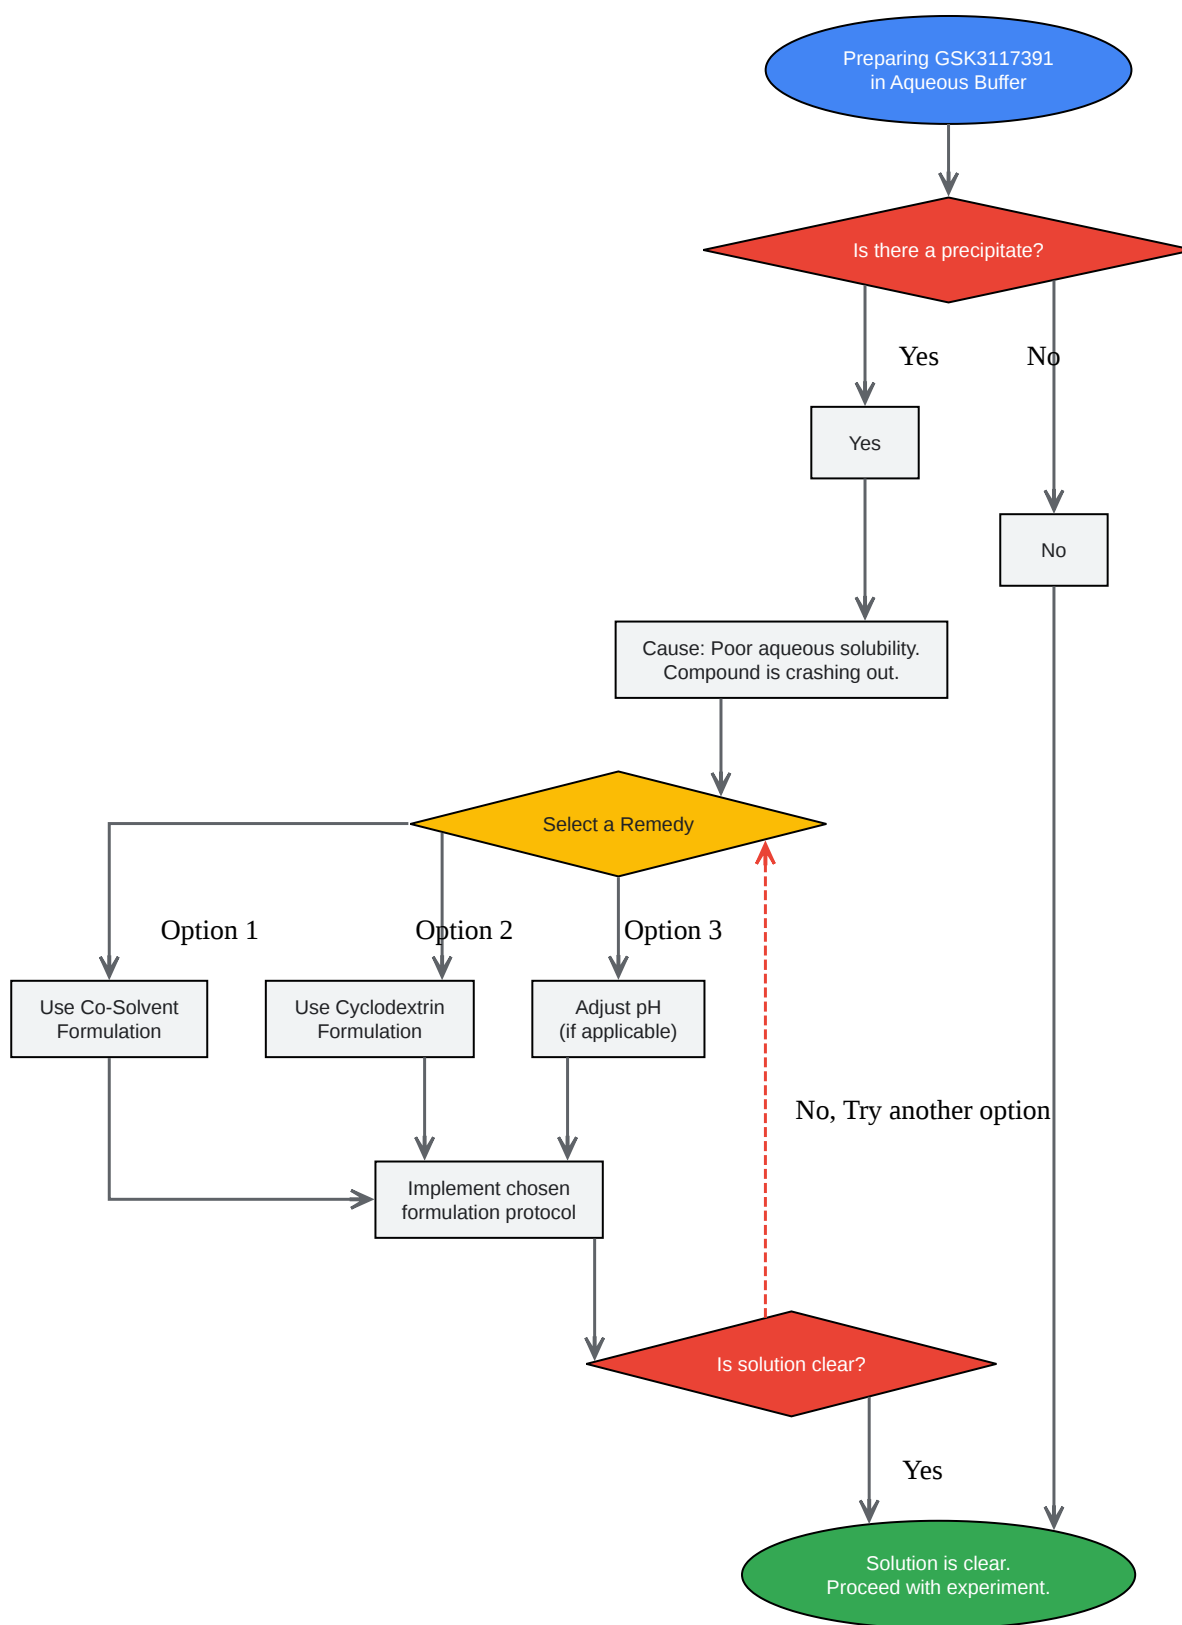 Preparing GSK3117391
in Aqueous Buffer
Is there a precipitate?
Yes
No
Yes
No
Cause: Poor aqueous solubility.
Compound is crashing out.
Select a Remedy
Option 1
Option 2
Option 3
Use Co-Solvent
Formulation
Use Cyclodextrin
Formulation
Adjust pH
(if applicable)
No, Try another option
Implement chosen
formulation protocol
Is solution clear?
Yes
Solution is clear.
Proceed with experiment.